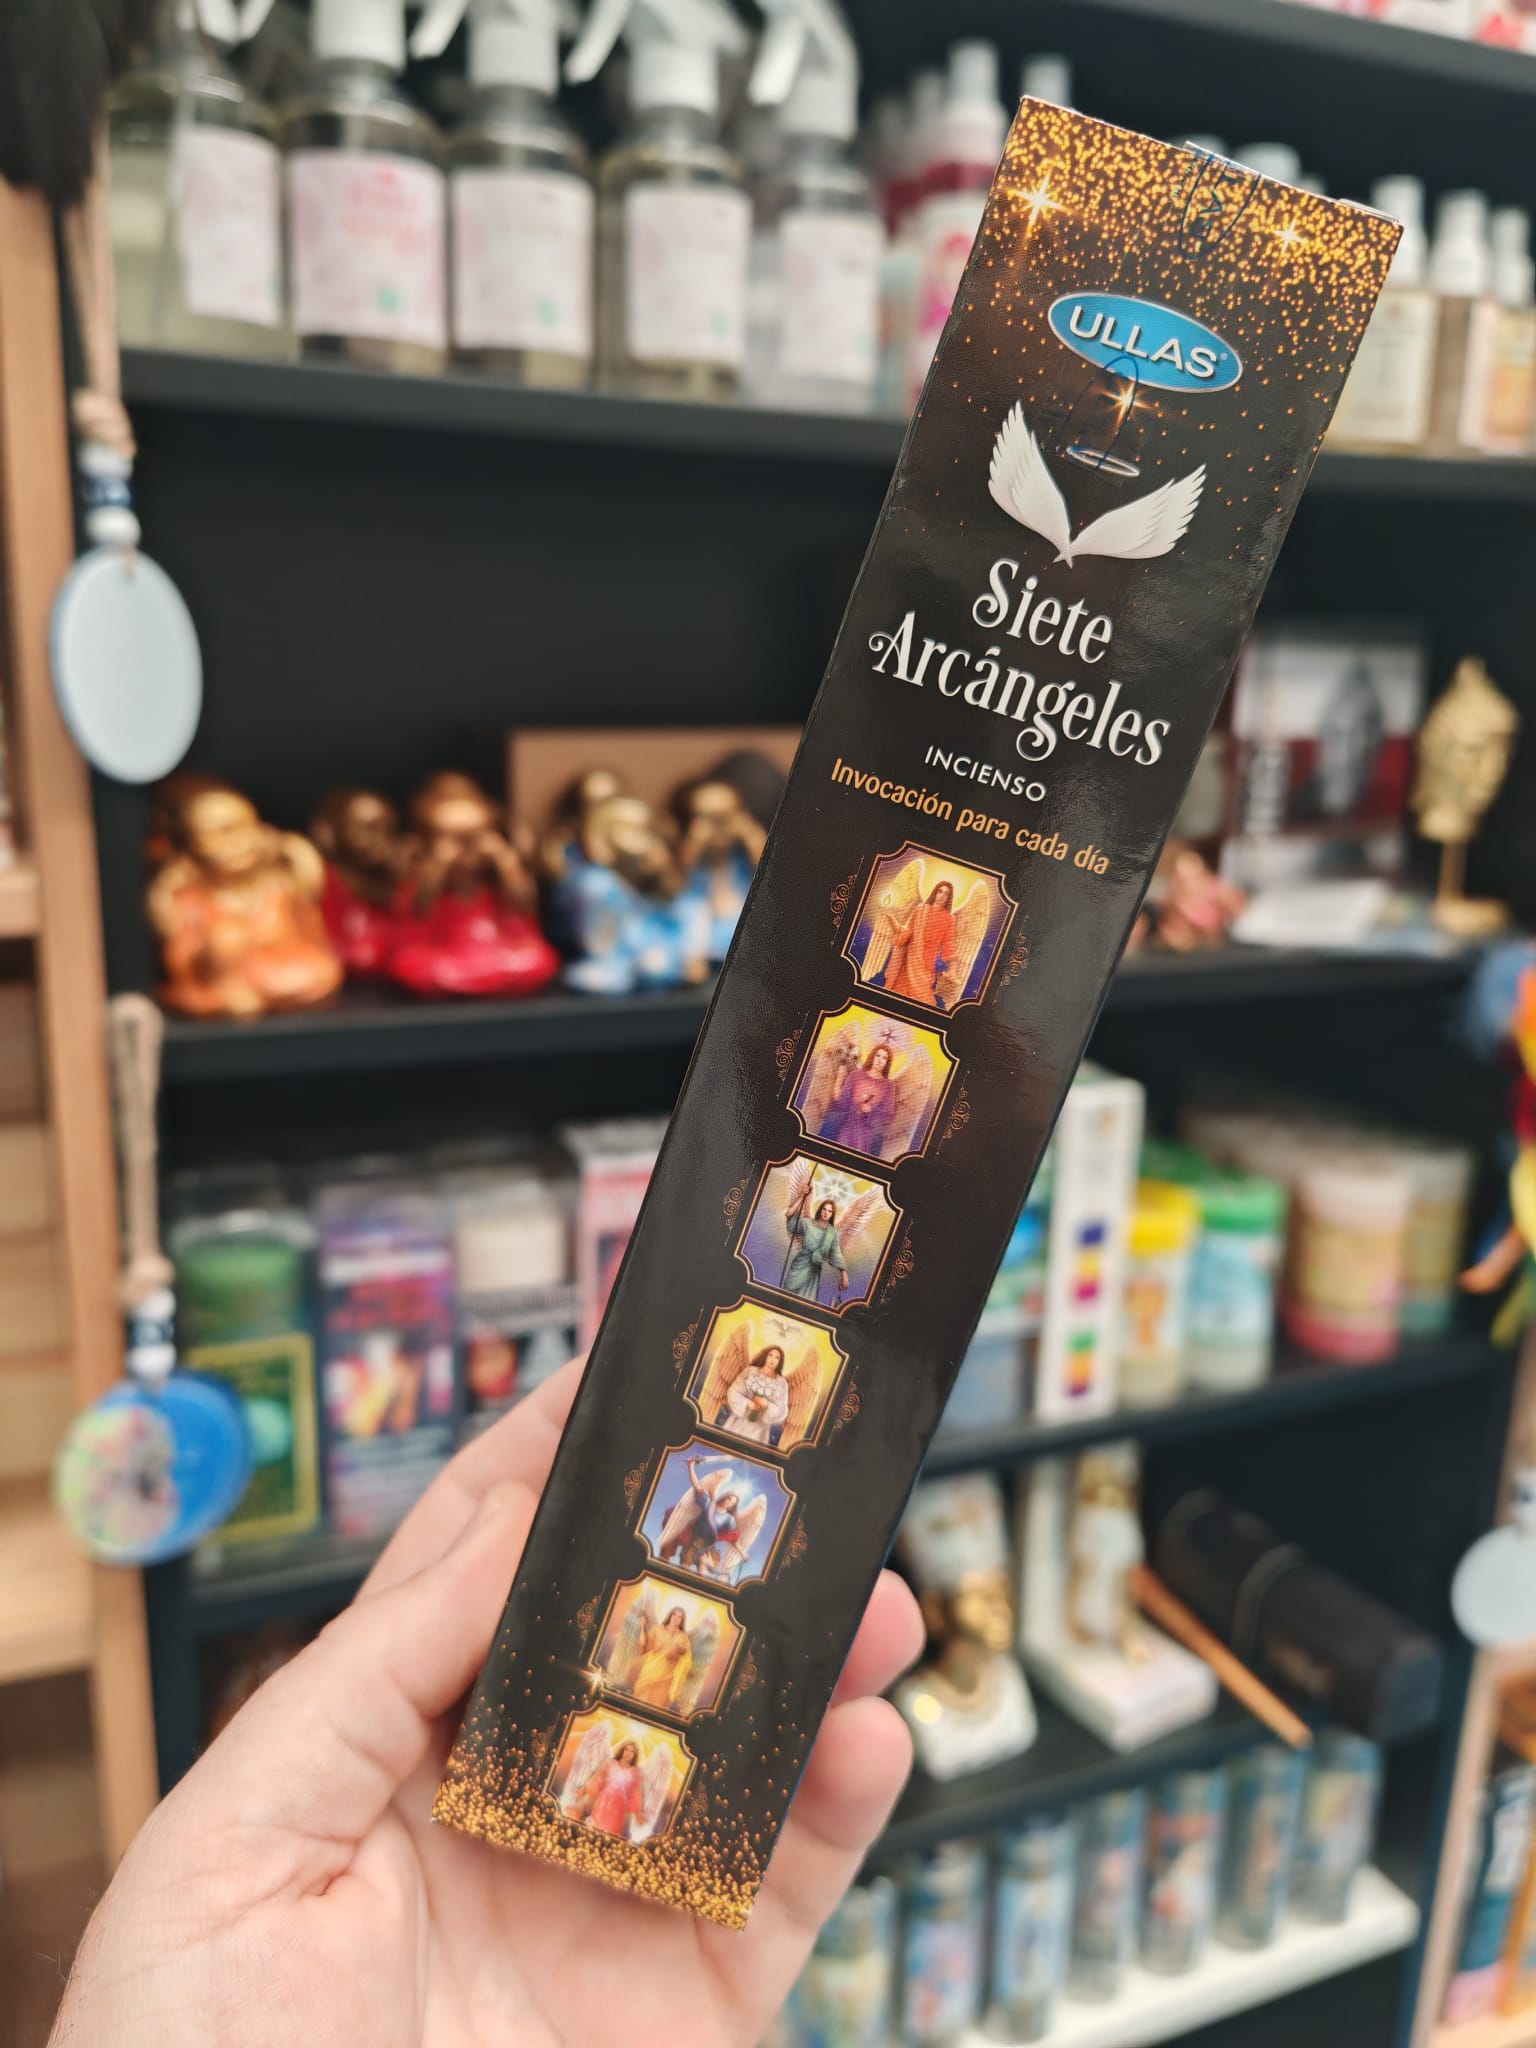 ULLAS®
Siete
Arcángeles
INCIENSO
Invocación para cada día